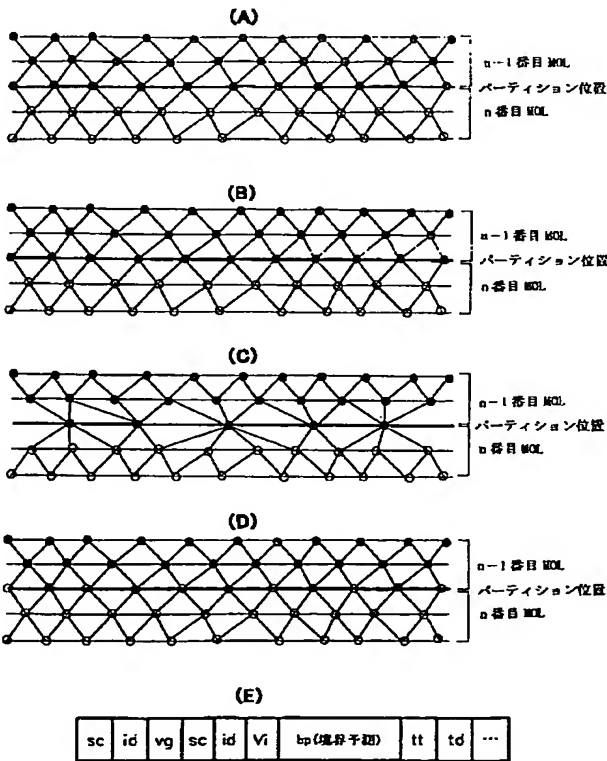 (A)
n-1番目MOL
パーティション位置
n番目MOL
(B)
n-1番目MOL
パーティション位置
n番目MOL
(C)
n-1番目MOL
パーティション位置
n番目MOL
(D)
n-1番目MOL
パーティション位置
n番目MOL
(E)
sc id vg sc id Vi bp(境界予測) tt td ...